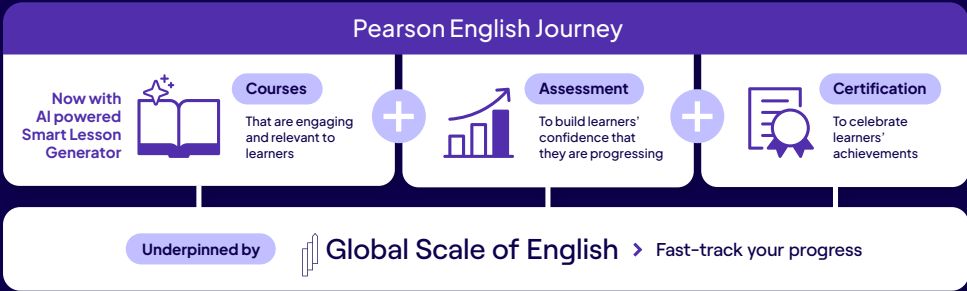 Pearson English Journey
Now with
AI powered
Smart Lesson
Generator
Courses
That are engaging
and relevant to
learners
Assessment
To build learners'
confidence that
they are progressing
Certification
To celebrate
learners'
achievements
Underpinned by
Global Scale of English
Fast-track your progress